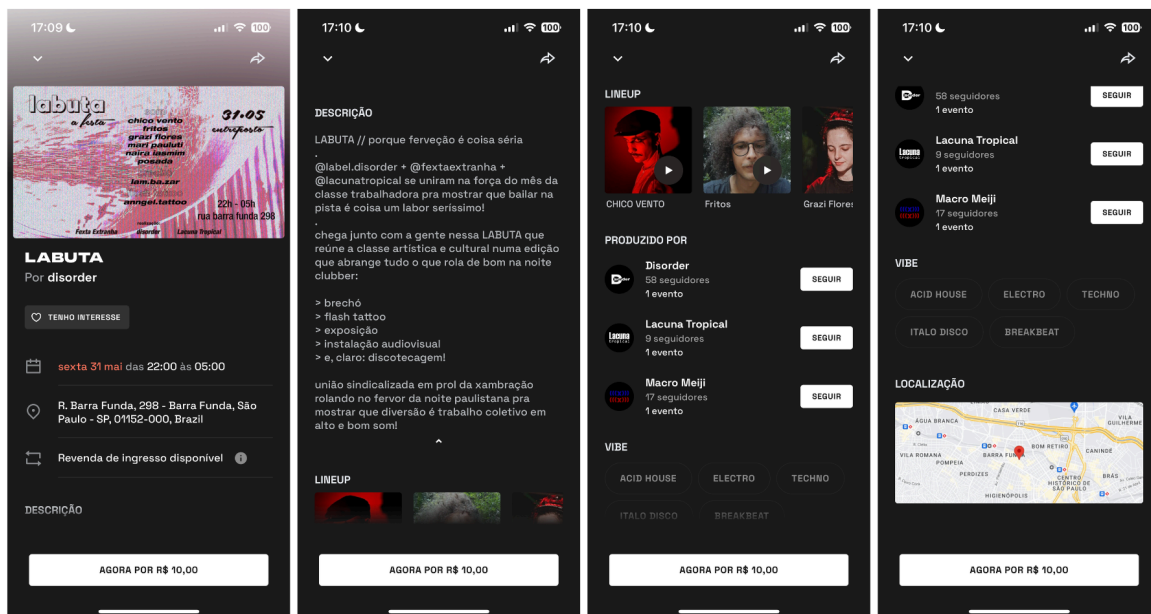 17:09
100
labuta
a festa
31.05
entreposto
chico vento
fritos
grazi flores
mari pauluti
naíra iasmim
posada
brechó
lam.ba.zar
flash tattoo
anngel.tattoo
22h - 05h
rua barra funda 298
realização
Fexta Extranha
disorder
Lacuna Tropical
LABUTA
Por disorder
TENHO INTERESSE
sexta 31 mai das 22:00 às 05:00
R. Barra Funda, 298 - Barra Funda, São
Paulo - SP, 01152-000, Brazil
Revenda de ingresso disponível
DESCRIÇÃO
AGORA POR R$ 10,00
17:10
100
DESCRIÇÃO
LABUTA // porque ferveção é coisa séria
.
@label.disorder + @fextaextranha +
@lacunatropical se uniram na força do mês da
classe trabalhadora pra mostrar que bailar na
pista é coisa um labor serissimo!
.
chega junto com a gente nessa LABUTA que
reúne a classe artística e cultural numa edição
que abrange tudo o que rola de bom na noite
clubber:
> brechó
> flash tattoo
> exposição
> instalação audiovisual
> e, claro: discotecagem!
união sindicalizada em prol da xambração
rolando no fervor da noite paulistana pra
mostrar que diversão é trabalho coletivo em
alto e bom som!
LINEUP
AGORA POR R$ 10,00
17:10
100
LINEUP
CHICO VENTO
Fritos
Grazi Flores
PRODUZIDO POR
Disorder
58 seguidores
1 evento
SEGUIR
Lacuna
tropical
Lacuna Tropical
9 seguidores
1 evento
SEGUIR
Macro Meiji
17 seguidores
1 evento
SEGUIR
VIBE
ACID HOUSE
ELECTRO
TECHNO
ITALO DISCO
BREAKBEAT
AGORA POR R$ 10,00
17:10
100
58 seguidores
1 evento
SEGUIR
Lacuna
tropical
Lacuna Tropical
9 seguidores
1 evento
SEGUIR
Macro Meiji
17 seguidores
1 evento
SEGUIR
VIBE
ACID HOUSE
ELECTRO
TECHNO
ITALO DISCO
BREAKBEAT
LOCALIZAÇÃO
CASA VERDE
VILA
GUILHERME
ÁGUA BRANCA
BOM RETIRO
CANINDÉ
VILA ROMANA
BARRA FUNDA
POMPEIA
PERDIZES
CENTRO
HISTÓRICO DE
SÃO PAULO
BRÁS
HIGIENÓPOLIS
AGORA POR R$ 10,00